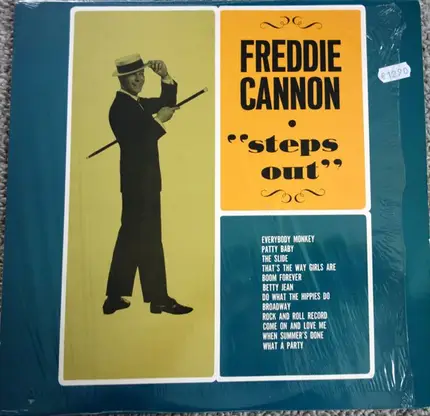 FREDDIE
CANNON
"steps
out"
EVERYBODY MONKEY
PATTY BABY
THE SLIDE
THAT'S THE WAY GIRLS ARE
BOOM FOREVER
BETTY JEAN
DO WHAT THE HIPPIES DO
BROADWAY
ROCK AND ROLL RECORD
COME ON AND LOVE ME
WHEN SUMMER'S DONE
WHAT A PARTY